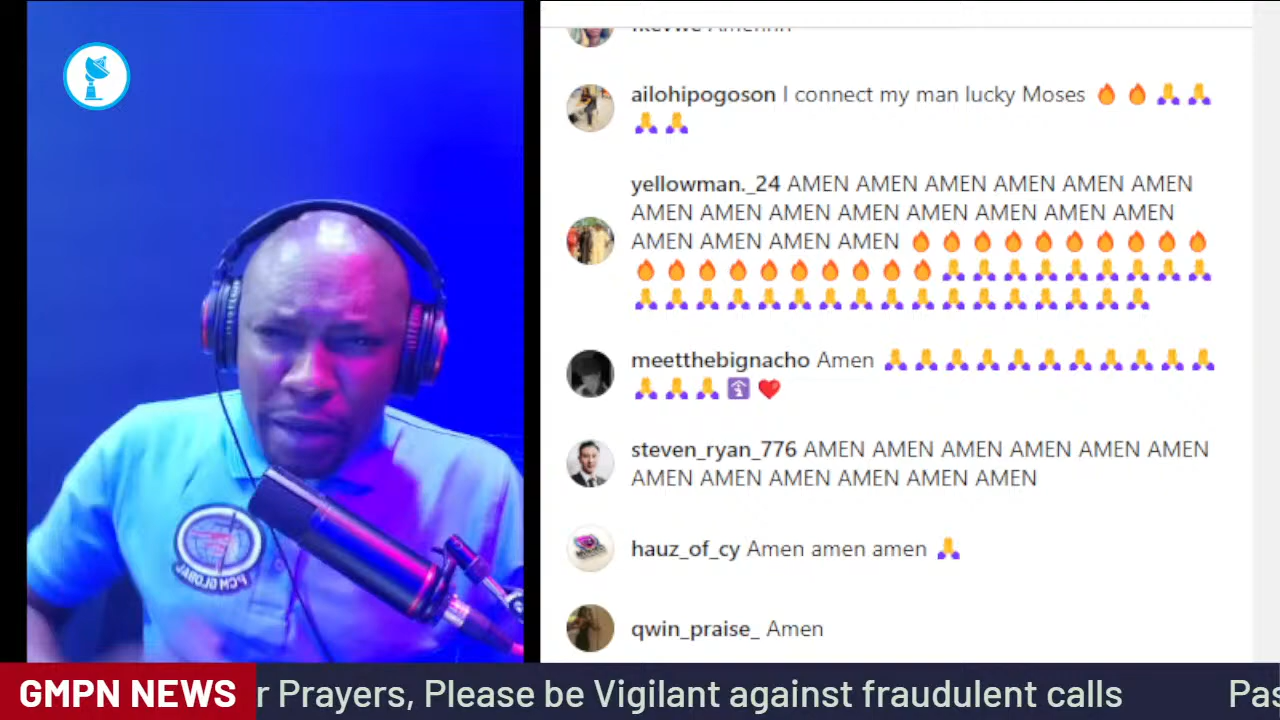 ailohipogoson I connect my man lucky Moses 🔥 🔥 🙏 🙏
🙏 🙏
yellowman._24 AMEN AMEN AMEN AMEN AMEN AMEN
AMEN AMEN AMEN AMEN AMEN AMEN AMEN AMEN
AMEN AMEN AMEN AMEN 🔥 🔥 🔥 🔥 🔥 🔥 🔥 🔥 🔥 🔥
🔥 🔥 🔥 🔥 🔥 🔥 🔥 🔥 🔥 🔥 🙏 🙏 🙏 🙏 🙏 🙏 🙏 🙏 🙏
🙏 🙏 🙏 🙏 🙏 🙏 🙏 🙏 🙏 🙏 🙏 🙏 🙏 🙏 🙏 🙏 🙏
meetthebignacho Amen 🙏 🙏 🙏 🙏 🙏 🙏 🙏 🙏 🙏 🙏 🙏
🙏 🙏 🙏 🛐 ❤️
steven_ryan_776 AMEN AMEN AMEN AMEN AMEN AMEN
AMEN AMEN AMEN AMEN AMEN AMEN
hauz_of_cy Amen amen amen 🙏
qwin_praise_ Amen
PCM GLOBAL
GMPN NEWS r Prayers, Please be Vigilant against fraudulent calls Pas